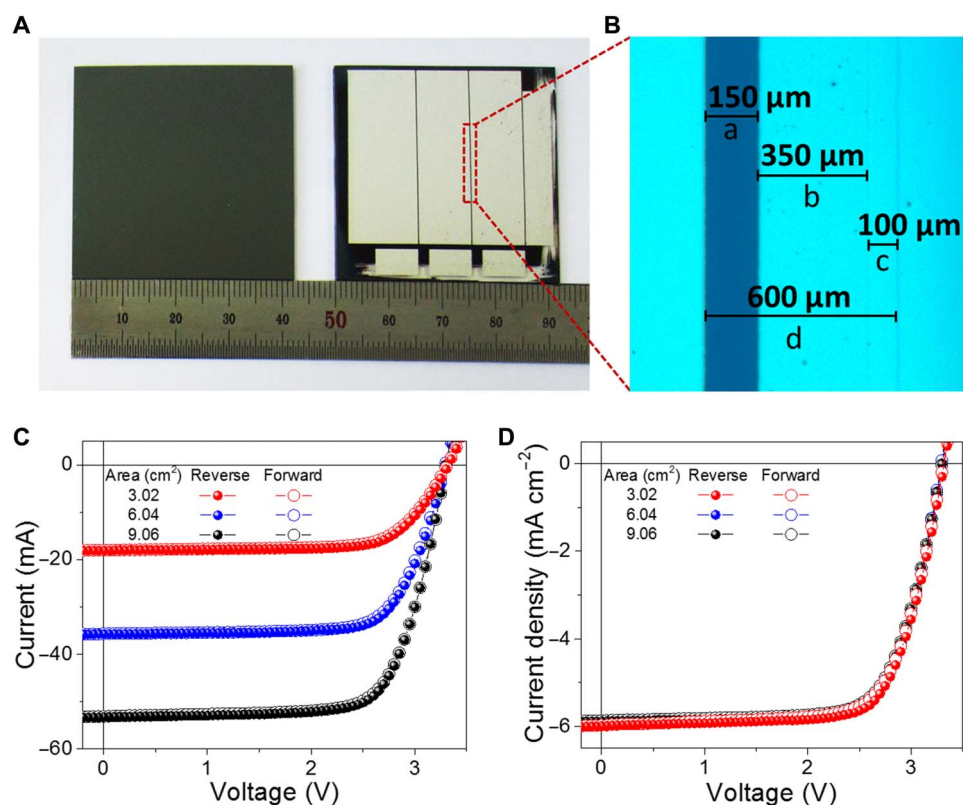 A
10 20 30 40 50 60 70 80 90
B
150 μm
a
350 μm
b
100 μm
c
600 μm
d
C
Area (cm²) Reverse Forward
3.02
6.04
9.06
0
−20
−40
−60
Current (mA)
0 1 2 3
Voltage (V)
D
Area (cm²) Reverse Forward
3.02
6.04
9.06
0
−2
−4
−6
Current density (mA cm⁻²)
0 1 2 3
Voltage (V)